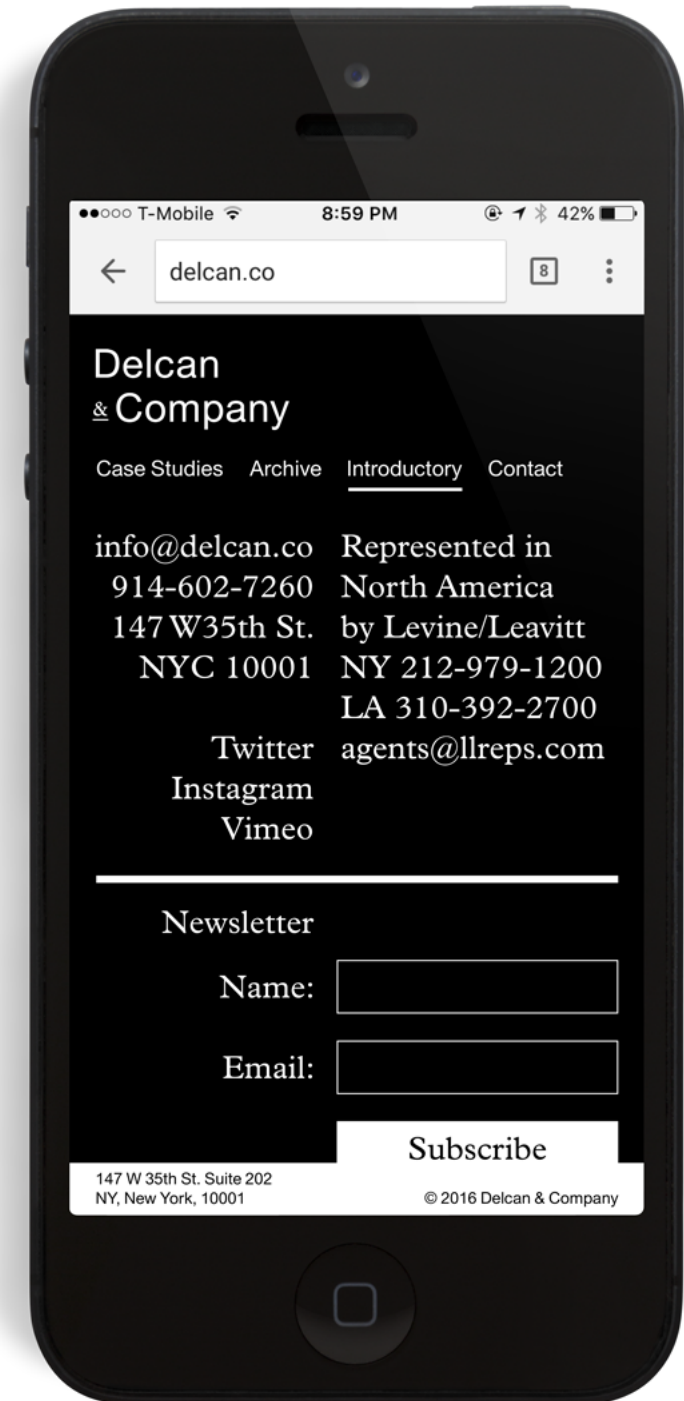 T-Mobile 8:59 PM 42%
delcan.co 8
Delcan
& Company
Case Studies Archive Introductory Contact
info@delcan.co
914-602-7260
147 W35th St.
NYC 10001
Twitter
Instagram
Vimeo
Represented in
North America
by Levine/Leavitt
NY 212-979-1200
LA 310-392-2700
agents@llreps.com
Newsletter
Name:
Email:
Subscribe
147 W 35th St. Suite 202
NY, New York, 10001
© 2016 Delcan & Company